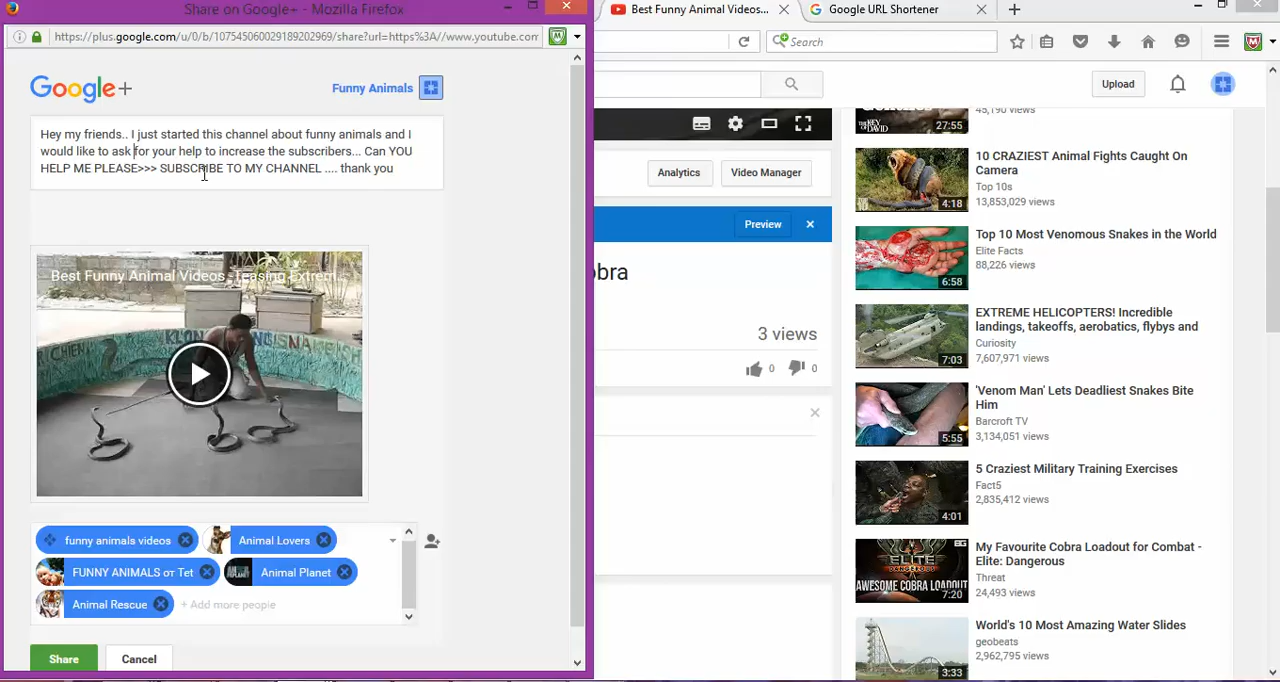 Share on Google+ - Mozilla Firefox
https://plus.google.com/u/0/b/107545060029189202969/share?url=https%3A//www.youtube.com
Google+
Funny Animals
Hey my friends.. I just started this channel about funny animals and I
would like to ask for your help to increase the subscribers... Can YOU
HELP ME PLEASE>>> SUBSCRIBE TO MY CHANNEL .... thank you
Best Funny Animal Videos -Teasing Extrem...
funny animals videos
Animal Lovers
FUNNY ANIMALS от Tet
Animal Planet
Animal Rescue
+ Add more people
Share
Cancel
Best Funny Animal Videos...
Google URL Shortener
Search
Upload
Analytics
Video Manager
Preview
obra
3 views
0
0
45,190 views
27:55
10 CRAZIEST Animal Fights Caught On
Camera
Top 10s
13,853,029 views
4:18
Top 10 Most Venomous Snakes in the World
Elite Facts
88,226 views
6:58
EXTREME HELICOPTERS! Incredible
landings, takeoffs, aerobatics, flybys and
Curiosity
7,607,971 views
7:03
'Venom Man' Lets Deadliest Snakes Bite
Him
Barcroft TV
3,134,051 views
5:55
5 Craziest Military Training Exercises
Fact5
2,835,412 views
4:01
My Favourite Cobra Loadout for Combat -
Elite: Dangerous
Threat
24,493 views
ELITE
DANGEROUS
AWESOME COBRA LOADOUT
7:20
World's 10 Most Amazing Water Slides
geobeats
2,962,795 views
3:33